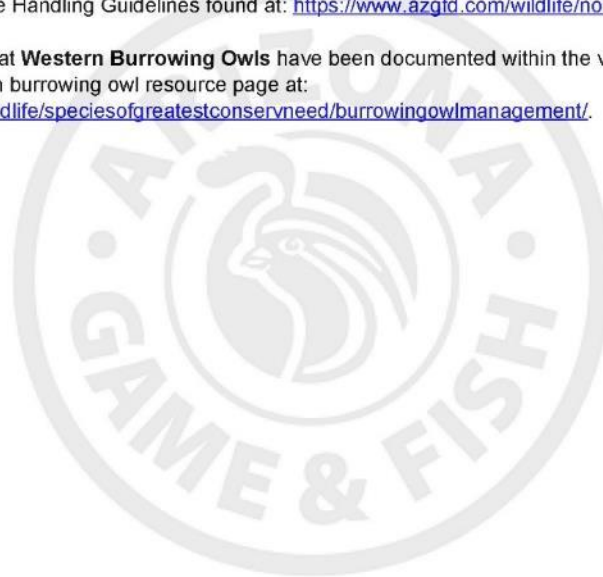 e Handling Guidelines found at: https://www.azgfd.com/wildlife/no
at Western Burrowing Owls have been documented within the v
n burrowing owl resource page at:
dlife/speciesofgreatestconservneed/burrowingowlmanagement/.
ARIZONA
GAME & FISH